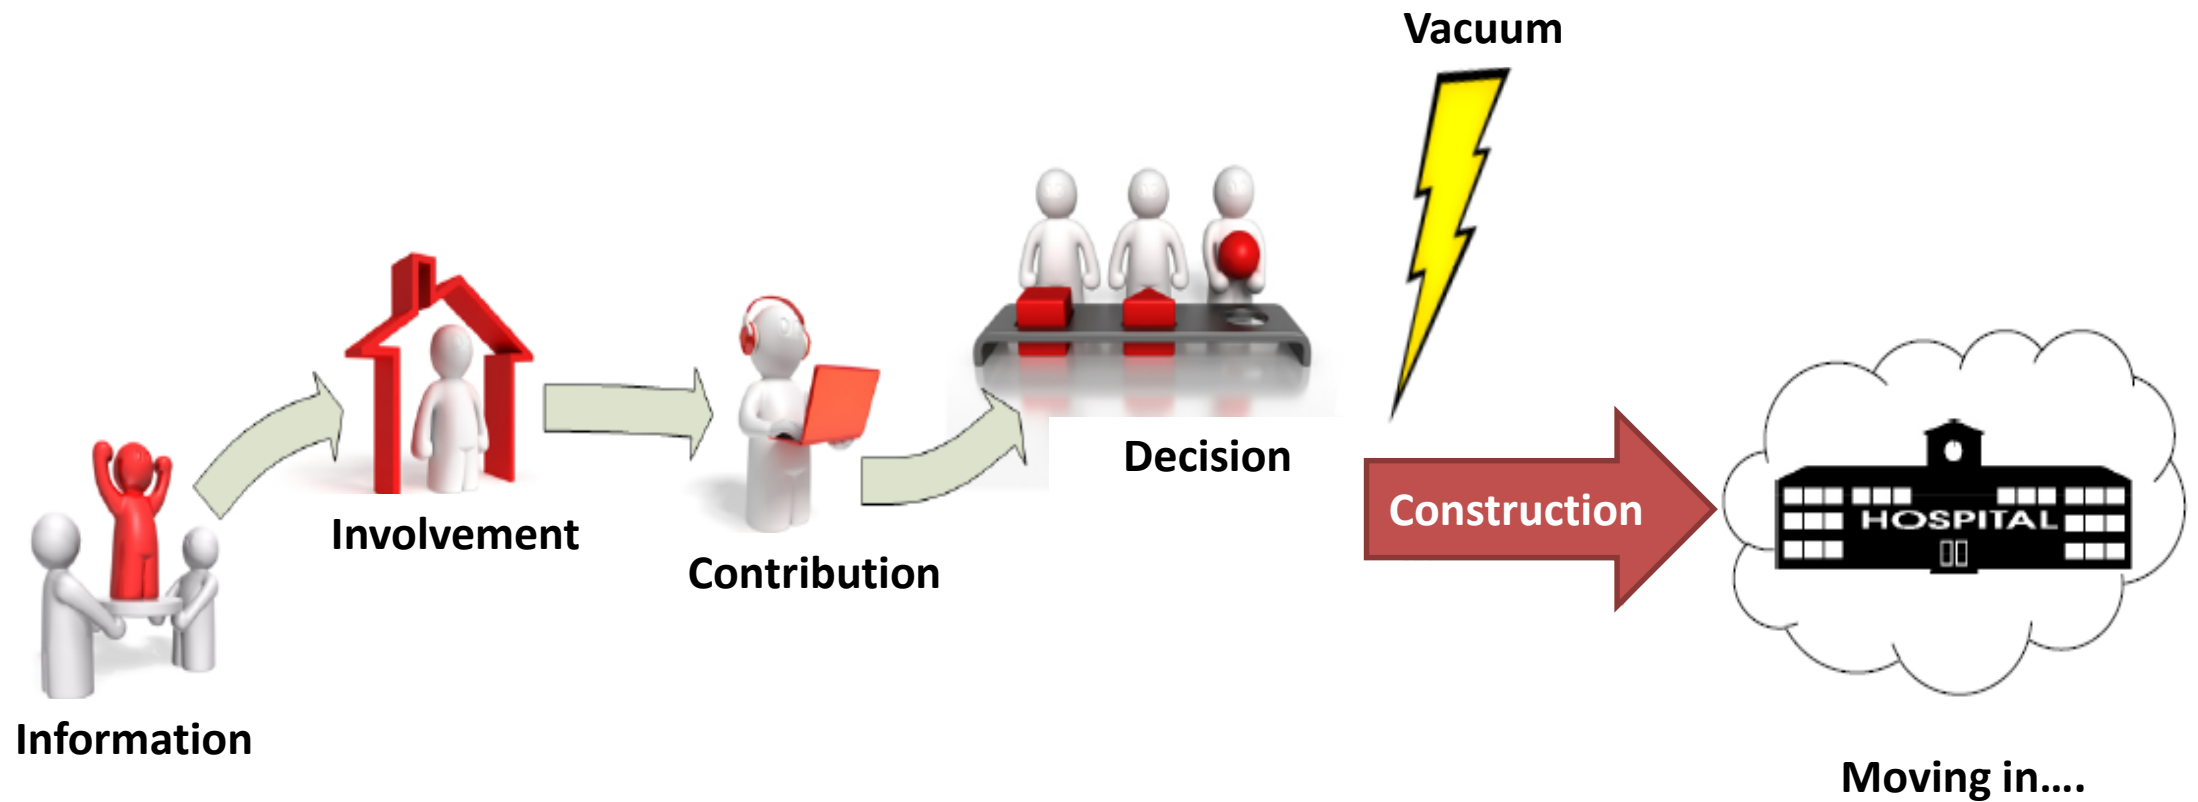 Vacuum
Decision
Construction
HOSPITAL
Involvement
Contribution
Information
Moving in....